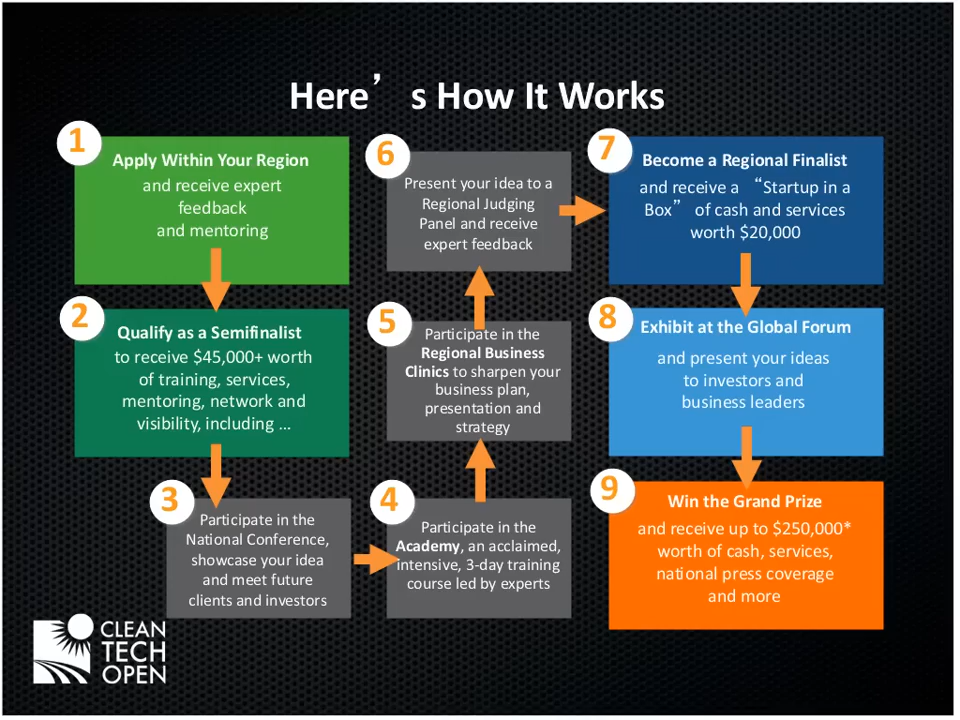 Here’s How It Works
1
Apply Within Your Region
and receive expert
feedback
and mentoring
2
Qualify as a Semifinalist
to receive $45,000+ worth
of training, services,
mentoring, network and
visibility, including ...
3
Participate in the
National Conference,
showcase your idea
and meet future
clients and investors
4
Participate in the
Academy, an acclaimed,
intensive, 3-day training
course led by experts
5
Participate in the
Regional Business
Clinics to sharpen your
business plan,
presentation and
strategy
6
Present your idea to a
Regional Judging
Panel and receive
expert feedback
7
Become a Regional Finalist
and receive a “Startup in a
Box” of cash and services
worth $20,000
8
Exhibit at the Global Forum
and present your ideas
to investors and
business leaders
9
Win the Grand Prize
and receive up to $250,000*
worth of cash, services,
national press coverage
and more
CLEAN
TECH
OPEN